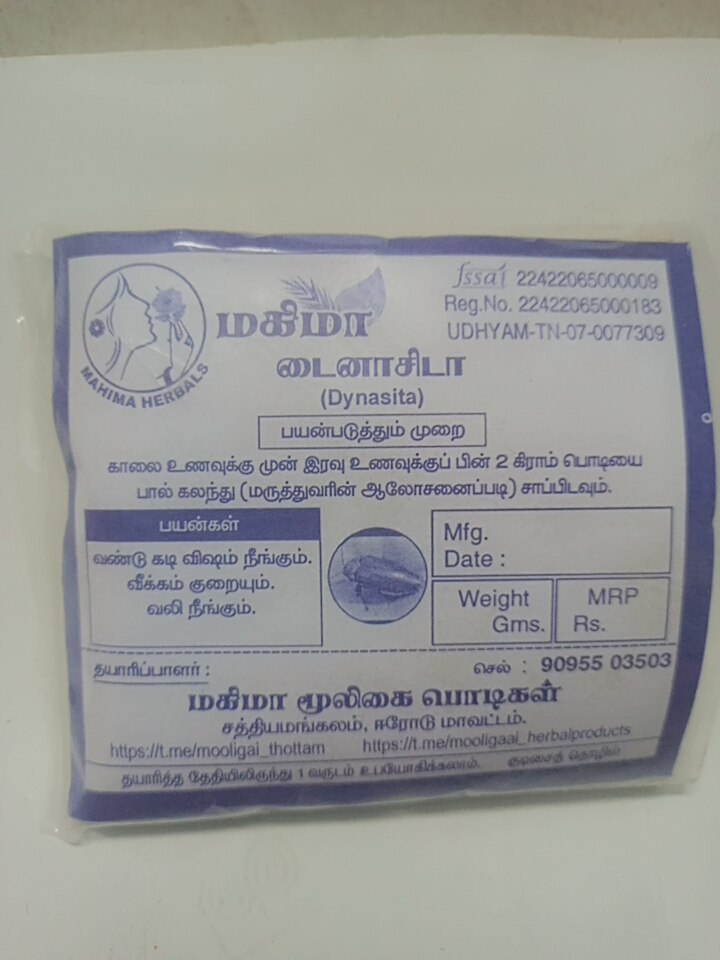 MAHIMA HERBALS
மகிமா
fssai 22422065000009
Reg.No. 22422065000183
UDHYAM-TN-07-0077309
டைனாசிடா
(Dynasita)
பயன்படுத்தும் முறை
காலை உணவுக்கு முன் இரவு உணவுக்குப் பின் 2 கிராம் பொடியை
பால் கலந்து (மருத்துவரின் ஆலோசனைப்படி) சாப்பிடவும்.
பயன்கள்
வண்டு கடி விஷம் நீங்கும்.
வீக்கம் குறையும்.
வலி நீங்கும்.
Mfg.
Date :
Weight
Gms.
MRP
Rs.
தயாரிப்பாளர் :
செல் : 90955 03503
மகிமா மூலிகை பொடிகள்
சத்தியமங்கலம், ஈரோடு மாவட்டம்.
https://t.me/mooligai_thottam https://t.me/mooligaai_herbalproducts
தயாரித்த தேதியிலிருந்து 1 வருடம் உபயோகிக்கலாம். குடிசைத் தொழில்